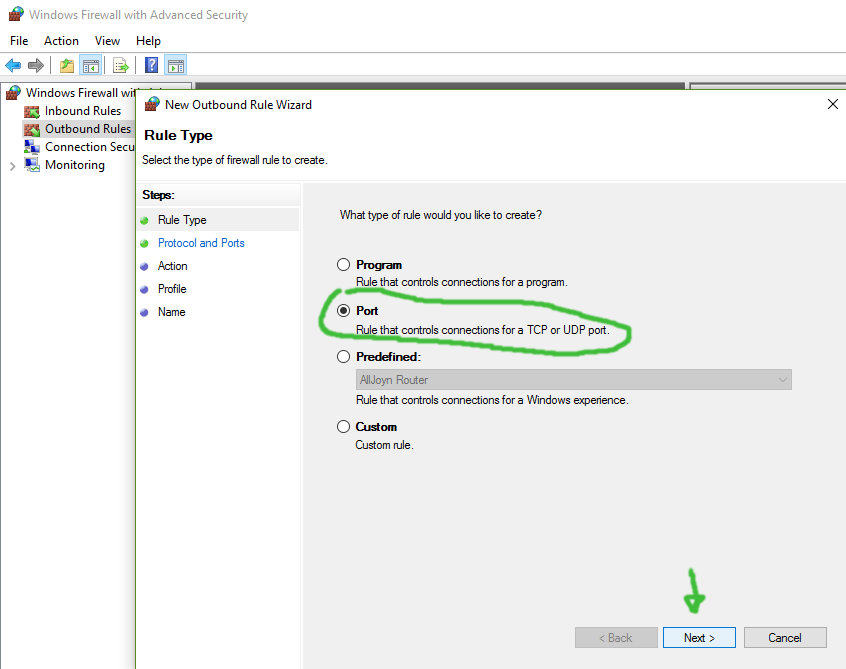 Windows Firewall with Advanced Security
File Action View Help
Windows Firewall wit
Inbound Rules
Outbound Rules
Connection Secu
Monitoring
New Outbound Rule Wizard
Rule Type
Select the type of firewall rule to create.
Steps:
Rule Type
Protocol and Ports
Action
Profile
Name
What type of rule would you like to create?
Program
Rule that controls connections for a program.
Port
Rule that controls connections for a TCP or UDP port.
Predefined:
AllJoyn Router
Rule that controls connections for a Windows experience.
Custom
Custom rule.
< Back Next > Cancel